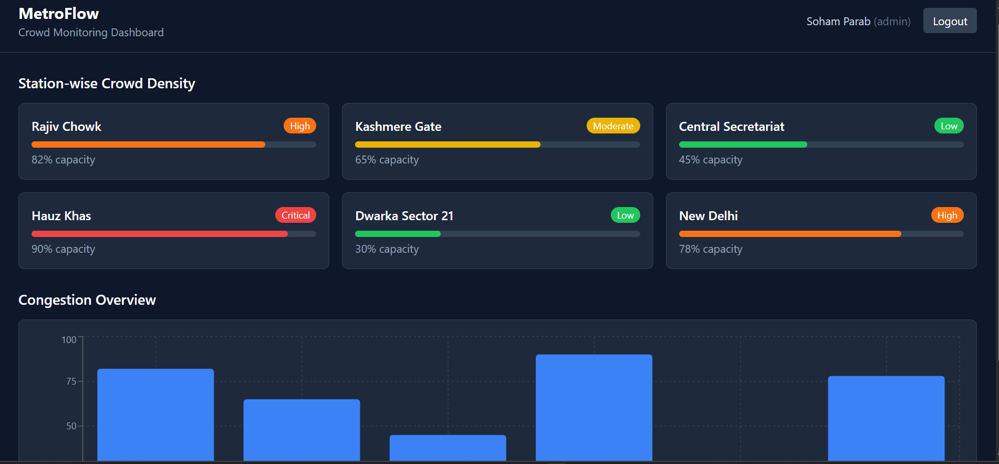 MetroFlow
Crowd Monitoring Dashboard
Soham Parab (admin)
Logout
Station-wise Crowd Density
Rajiv Chowk
High
82% capacity
Kashmere Gate
Moderate
65% capacity
Central Secretariat
Low
45% capacity
Hauz Khas
Critical
90% capacity
Dwarka Sector 21
Low
30% capacity
New Delhi
High
78% capacity
Congestion Overview
100
75
50